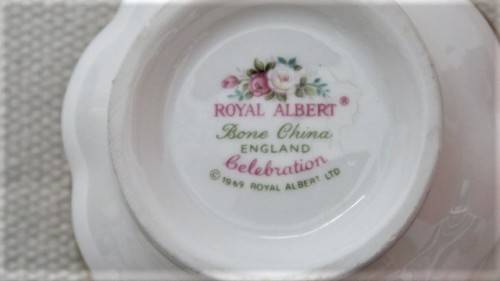 ROYAL ALBERT®
Bone China
ENGLAND
Celebration
© 1969 ROYAL ALBERT LTD